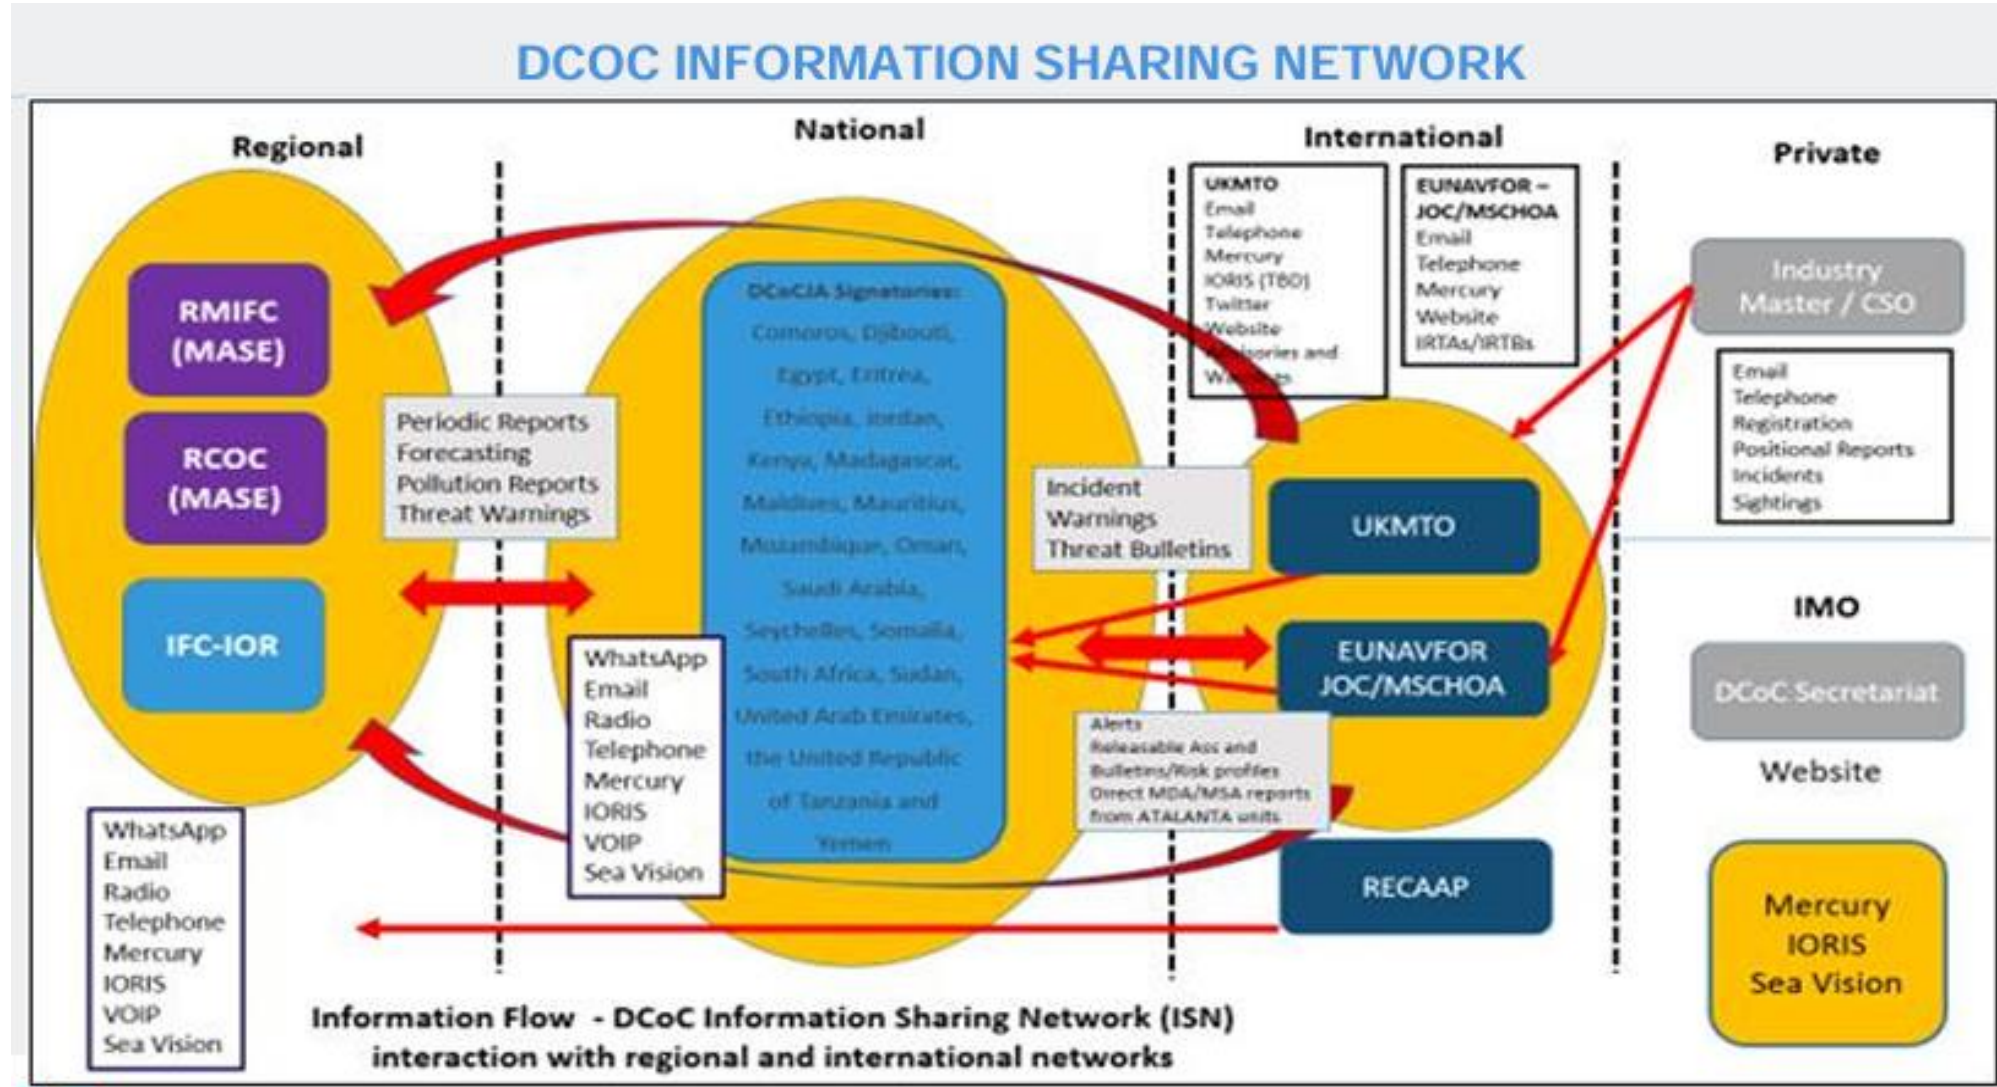 DCOC INFORMATION SHARING NETWORK
Regional
RMIFC
(MASE)
RCOC
(MASE)
IFC-IOR
WhatsApp
Email
Radio
Telephone
Mercury
IORIS
VOIP
Sea Vision
Periodic Reports
Forecasting
Pollution Reports
Threat Warnings
National
DCoCJA Signatories:
Comoros, Djibouti,
Egypt, Eritrea,
Ethiopia, Jordan,
Kenya, Madagascar,
Maldives, Mauritius,
Mozambique, Oman,
Saudi Arabia,
Seychelles, Somalia,
South Africa, Sudan,
United Arab Emirates,
the United Republic
of Tanzania and
Yemen
WhatsApp
Email
Radio
Telephone
Mercury
IORIS
VOIP
Sea Vision
International
UKMTO
Email
Telephone
Mercury
IORIS (TBD)
Twitter
Website
and
EUNAVFOR –
JOC/MSCHOA
Email
Telephone
Mercury
Website
IRTAs/IRTBs
Incident
Warnings
Threat Bulletins
UKMTO
EUNAVFOR
JOC/MSCHOA
Alerts
Releasable Ass and
Bulletins/Risk profiles
Direct MDA/MSA reports
from ATALANTA units
RECAAP
Private
Industry
Master / CSO
Email
Telephone
Registration
Positional Reports
Incidents
Sightings
IMO
DCoC Secretariat
Website
Mercury
IORIS
Sea Vision
Information Flow - DCoC Information Sharing Network (ISN)
interaction with regional and international networks